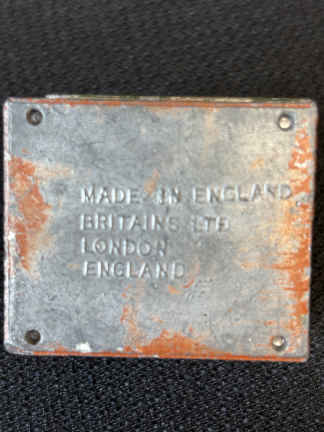 MADE IN ENGLAND
BRITAINS LTD
LONDON
ENGLAND